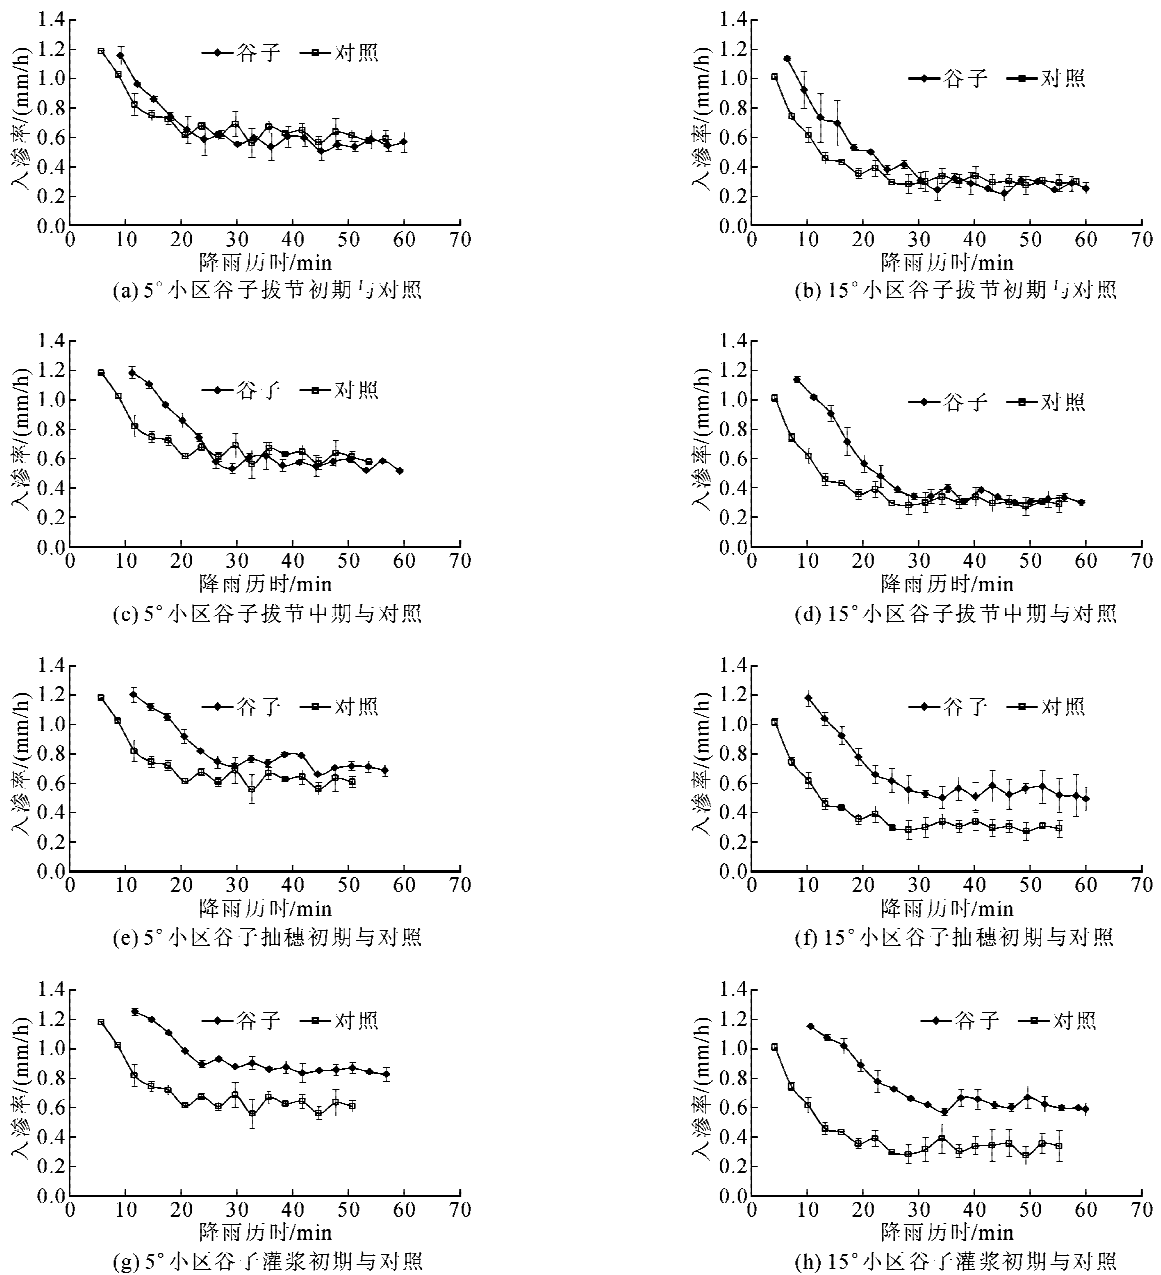 1.4
1.2
1.0
0.8
0.6
0.4
0.2
0.0
入渗率/(mm/h)
谷子 对照
0 10 20 30 40 50 60 70
降雨历时/min
(a) 5°小区谷子拔节初期与对照
1.4
1.2
1.0
0.8
0.6
0.4
0.2
0.0
入渗率/(mm/h)
谷子 对照
0 10 20 30 40 50 60 70
降雨历时/min
(b) 15°小区谷子拔节初期与对照
1.4
1.2
1.0
0.8
0.6
0.4
0.2
0.0
入渗率/(mm/h)
谷子 对照
0 10 20 30 40 50 60 70
降雨历时/min
(c) 5°小区谷子拔节中期与对照
1.4
1.2
1.0
0.8
0.6
0.4
0.2
0.0
入渗率/(mm/h)
谷子 对照
0 10 20 30 40 50 60 70
降雨历时/min
(d) 15°小区谷子拔节中期与对照
1.4
1.2
1.0
0.8
0.6
0.4
0.2
0.0
入渗率/(mm/h)
谷子 对照
0 10 20 30 40 50 60 70
降雨历时/min
(e) 5°小区谷子抽穗初期与对照
1.4
1.2
1.0
0.8
0.6
0.4
0.2
0.0
入渗率/(mm/h)
谷子 对照
0 10 20 30 40 50 60 70
降雨历时/min
(f) 15°小区谷子抽穗初期与对照
1.4
1.2
1.0
0.8
0.6
0.4
0.2
0.0
入渗率/(mm/h)
谷子 对照
0 10 20 30 40 50 60 70
降雨历时/min
(g) 5°小区谷子灌浆初期与对照
1.4
1.2
1.0
0.8
0.6
0.4
0.2
0.0
入渗率/(mm/h)
谷子 对照
0 10 20 30 40 50 60 70
降雨历时/min
(h) 15°小区谷子灌浆初期与对照